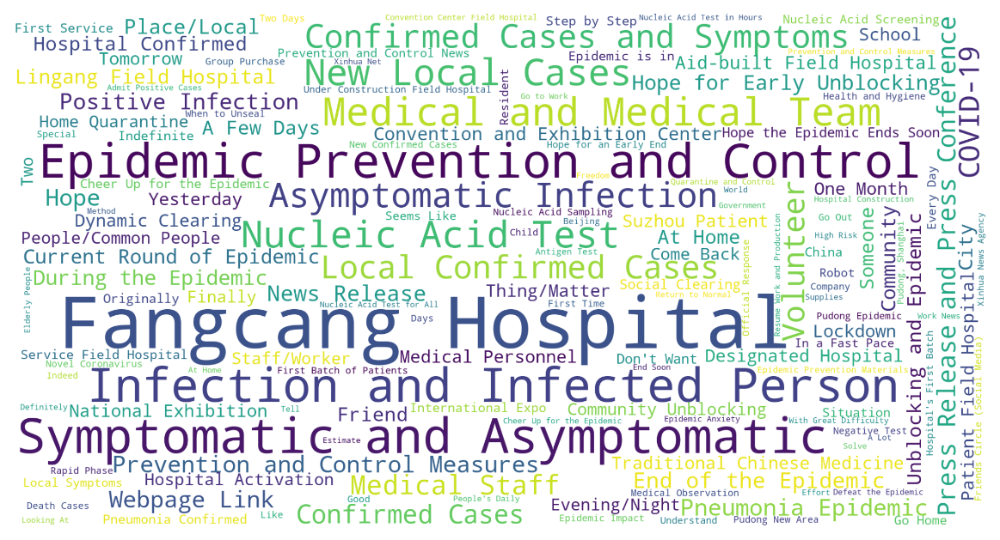 First Service
Place/Local
Two Days
Convention Center Field Hospital
Step by Step
Nucleic Acid Test in Hours
Nucleic Acid Screening
Hospital Confirmed
Confirmed Cases and Symptoms
School
Tomorrow
Group Purchase
Prevention and Control News
Xinhua Net
Epidemic is in
Prevention and Control Measures
Aid-built Field Hospital
Lingang Field Hospital
New Local Cases
Hope for Early Unblocking
Admit Positive Cases
Under Construction Field Hospital
Resident
Go to Work
Health and Hygiene
Positive Infection
Medical and Medical Team
When to Unseal
Home Quarantine
A Few Days
Special
Indefinite
Convention and Exhibition Center
Hope the Epidemic Ends Soon
New Confirmed Cases
Hope for an Early End
Two
Epidemic Prevention and Control
COVID-19
Press Release and Press Conference
Cheer Up for the Epidemic
Freedom
Quarantine and Control
Hope
Yesterday
Asymptomatic Infection
World
Volunteer
One Month
Every Day
Method
Dynamic Clearing
Seems Like
Nucleic Acid Sampling
Beijing
Government
Hospital Construction
Suzhou Patient
Someone
Community
Go Out
People/Common People
Nucleic Acid Test
Child
At Home
High Risk
Pudong, Shanghai
Xinhua News Agency
Current Round of Epidemic
Antigen Test
Come Back
China
City
Resume Work and Production
Official Response
Elderly People
During the Epidemic
Local Confirmed Cases
Robot
Originally
Finally
News Release
Thing/Matter
Social Clearing
Return to Normal
Company
Supplies
Nucleic Acid Test for All
First Time
Fangcang Hospital
Days
Pudong Epidemic
Work News
Lockdown
In a Fast Pace
Unblocking and Epidemic
Patient Field Hospital
Service Field Hospital
Staff/Worker
Medical Personnel
Don't Want
Designated Hospital
Novel Coronavirus
Indeed
At Home
First Batch of Patients
End Soon
Epidemic Prevention Materials
Infection and Infected Person
Hospital's First Batch
Friends Circle (Social Media)
Definitely
National Exhibition
Tell
Friend
International Expo
Community Unblocking
Situation
Cheer Up for the Epidemic
Epidemic Anxiety
With Great Difficulty
Symptomatic and Asymptomatic
Estimate
Negative Test
A Lot
Solve
Rapid Phase
Prevention and Control Measures
Traditional Chinese Medicine
Local Symptoms
Hospital Activation
Medical Staff
End of the Epidemic
Death Cases
Webpage Link
Good
People's Daily
Medical Observation
Effort
Defeat the Epidemic
Evening/Night
Pneumonia Epidemic
Looking At
Pneumonia Confirmed
Like
Confirmed Cases
Epidemic Impact
Understand
Pudong New Area
Go Home